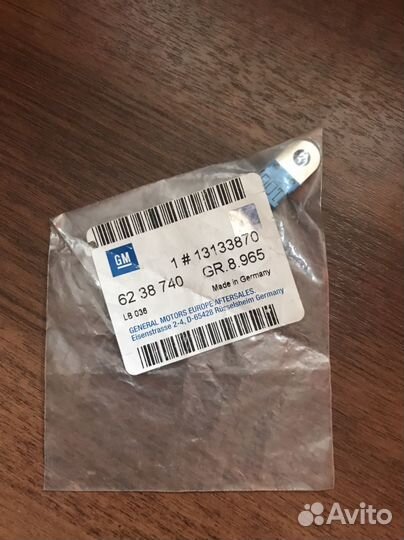 GM
1 # 13133870
62 38 740 GR.8.965
LB 036 Made in Germany
GENERAL MOTORS EUROPE AFTERSALES,
Eisenstrasse 2-4, D-65428 Rüsselsheim Germany
Avito